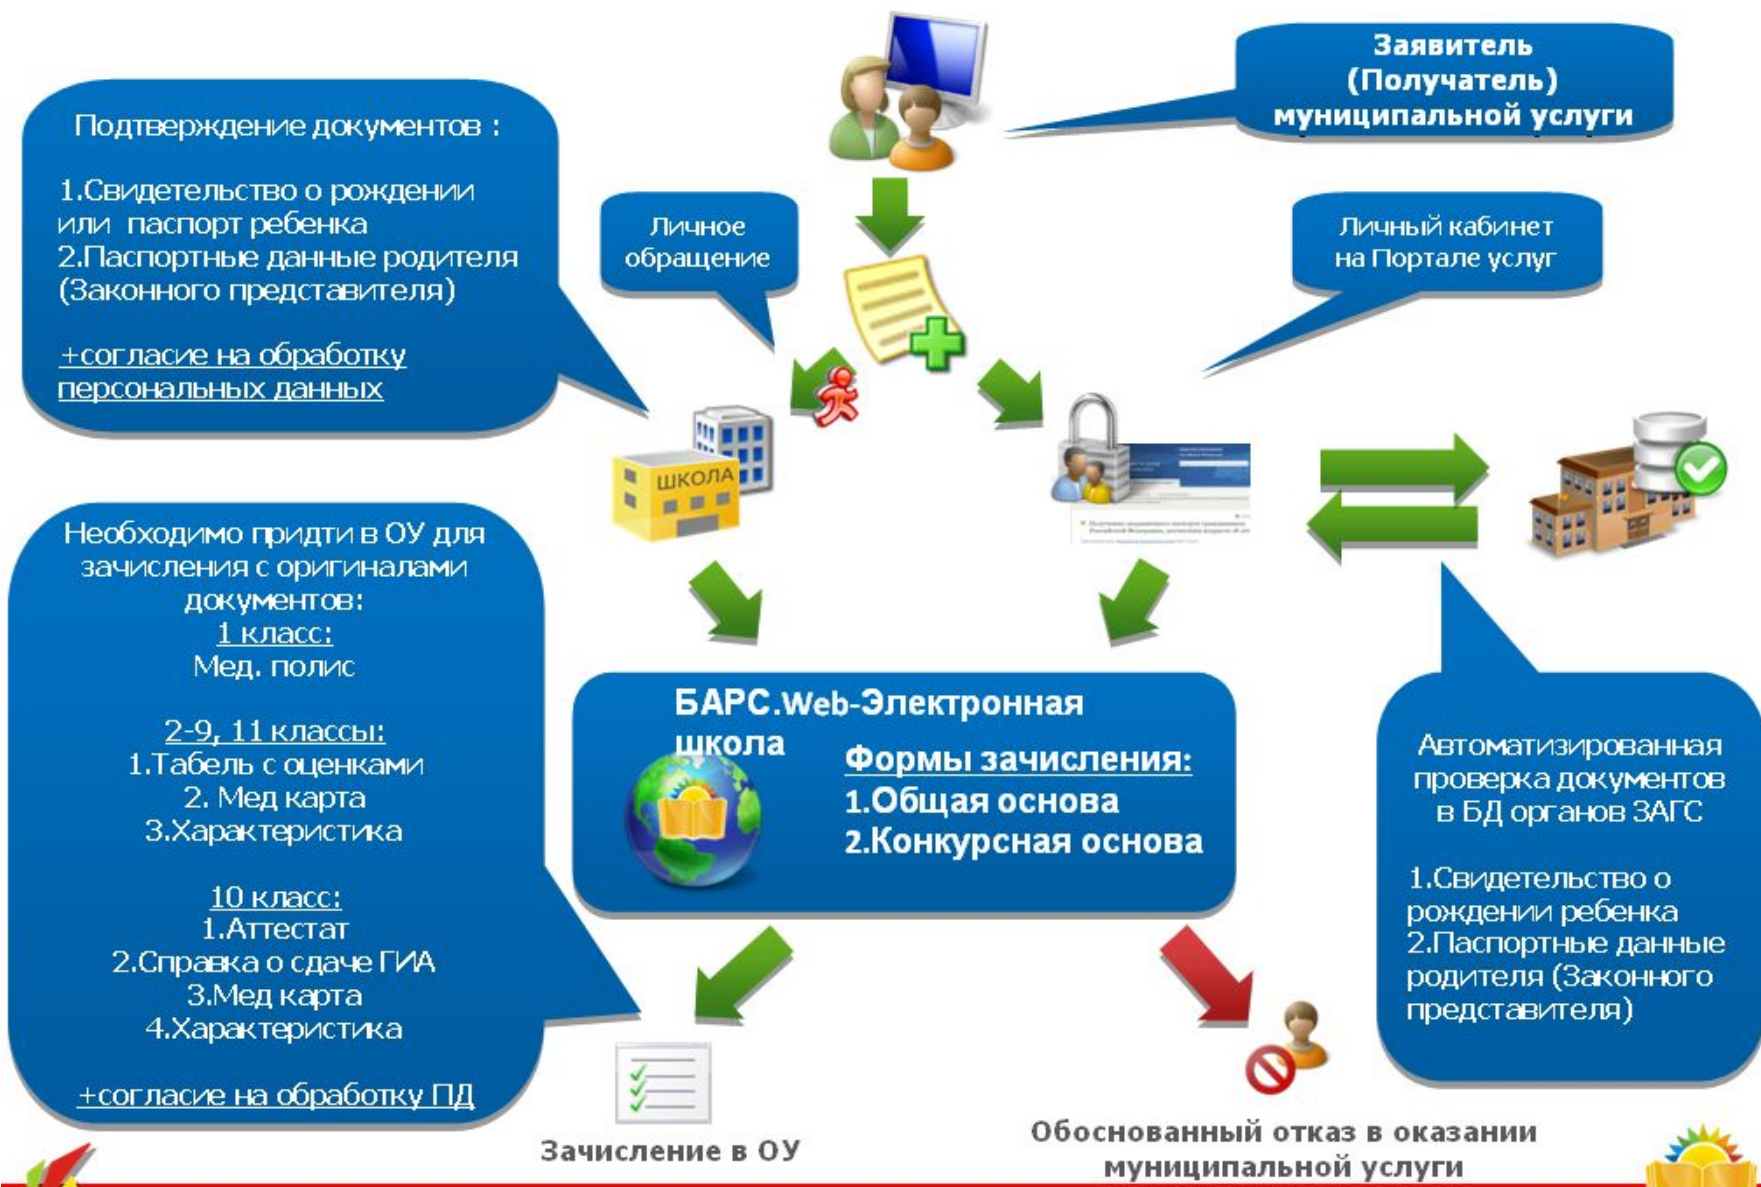 Заявитель
(Получатель)
муниципальной услуги
Подтверждение документов :
1.Свидетельство о рождении
или паспорт ребенка
2.Паспортные данные родителя
(Законного представителя)
+согласие на обработку
персональных данных
Личное
обращение
Личный кабинет
на Портале услуг
ШКОЛА
Необходимо придти в ОУ для
зачисления с оригиналами
документов:
1 класс:
Мед. полис
2-9, 11 классы:
1.Табель с оценками
2. Мед карта
3.Характеристика
10 класс:
1.Аттестат
2.Справка о сдаче ГИА
3.Мед карта
4.Характеристика
+согласие на обработку ПД
БАРС.Web-Электронная
школа
Формы зачисления:
1.Общая основа
2.Конкурсная основа
Автоматизированная
проверка документов
в БД органов ЗАГС
1.Свидетельство о
рождении ребенка
2.Паспортные данные
родителя (Законного
представителя)
Зачисление в ОУ
Обоснованный отказ в оказании
муниципальной услуги